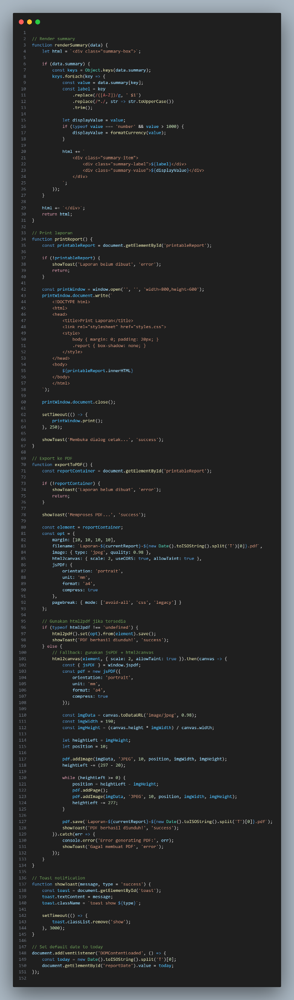 1
2 // Render summary
3 function renderSummary(data) {
4     let html = `<div class="summary-box">`;
5
6     if (data.summary) {
7         const keys = Object.keys(data.summary);
8         keys.forEach(key => {
9             const value = data.summary[key];
10             const label = key
11                 .replace(/([A-Z])/g, ' $1')
12                 .replace(/^./, str => str.toUpperCase())
13                 .trim();
14
15             let displayValue = value;
16             if (typeof value === 'number' && value > 1000) {
17                 displayValue = formatCurrency(value);
18             }
19
20             html += `
21                 <div class="summary-item">
22                     <div class="summary-label">${label}</div>
23                     <div class="summary-value">${displayValue}</div>
24                 </div>
25             `;
26         });
27     }
28
29     html += `</div>`;
30     return html;
31 }
32
33 // Print laporan
34 function printReport() {
35     const printableReport = document.getElementById('printableReport');
36
37     if (!printableReport) {
38         showToast('Laporan belum dibuat', 'error');
39         return;
40     }
41
42     const printWindow = window.open('', '', 'width=800,height=600');
43     printWindow.document.write(`
44         <!DOCTYPE html>
45         <html>
46         <head>
47             <title>Print Laporan</title>
48             <link rel="stylesheet" href="styles.css">
49             <style>
50                 body { margin: 0; padding: 20px; }
51                 .report { box-shadow: none; }
52             </style>
53         </head>
54         <body>
55             ${printableReport.innerHTML}
56         </body>
57         </html>
58     `);
59
60     printWindow.document.close();
61
62     setTimeout(() => {
63         printWindow.print();
64     }, 250);
65
66     showToast('Membuka dialog cetak...', 'success');
67 }
68
69 // Export ke PDF
70 function exportToPDF() {
71     const reportContainer = document.getElementById('printableReport');
72
73     if (!reportContainer) {
74         showToast('Laporan belum dibuat', 'error');
75         return;
76     }
77
78     showToast('Memproses PDF...', 'success');
79
80     const element = reportContainer;
81     const opt = {
82         margin: [10, 10, 10, 10],
83         filename: `Laporan-${currentReport}-${new Date().toISOString().split('T')[0]}.pdf`,
84         image: { type: 'jpeg', quality: 0.98 },
85         html2canvas: { scale: 2, useCORS: true, allowTaint: true },
86         jsPDF: {
87             orientation: 'portrait',
88             unit: 'mm',
89             format: 'a4',
90             compress: true
91         },
92         pagebreak: { mode: ['avoid-all', 'css', 'legacy'] }
93     };
94
95     // Gunakan html2pdf jika tersedia
96     if (typeof html2pdf !== 'undefined') {
97         html2pdf().set(opt).from(element).save();
98         showToast('PDF berhasil diunduh!', 'success');
99     } else {
100         // Fallback: gunakan jsPDF + html2canvas
101         html2canvas(element, { scale: 2, allowTaint: true }).then(canvas => {
102             const { jsPDF } = window.jspdf;
103             const pdf = new jsPDF({
104                 orientation: 'portrait',
105                 unit: 'mm',
106                 format: 'a4',
107                 compress: true
108             });
109
110             const imgData = canvas.toDataURL('image/jpeg', 0.98);
111             const imgWidth = 190;
112             const imgHeight = (canvas.height * imgWidth) / canvas.width;
113
114             let heightLeft = imgHeight;
115             let position = 10;
116
117             pdf.addImage(imgData, 'JPEG', 10, position, imgWidth, imgHeight);
118             heightLeft -= (297 - 20);
119
120             while (heightLeft >= 0) {
121                 position = heightLeft - imgHeight;
122                 pdf.addPage();
123                 pdf.addImage(imgData, 'JPEG', 10, position, imgWidth, imgHeight);
124                 heightLeft -= 277;
125             }
126
127             pdf.save(`Laporan-${currentReport}-${new Date().toISOString().split('T')[0]}.pdf`);
128             showToast('PDF berhasil diunduh!', 'success');
129         }).catch(err => {
130             console.error('Error generating PDF:', err);
131             showToast('Gagal membuat PDF', 'error');
132         });
133     }
134 }
135
136 // Toast notification
137 function showToast(message, type = 'success') {
138     const toast = document.getElementById('toast');
139     toast.textContent = message;
140     toast.className = `toast show ${type}`;
141
142     setTimeout(() => {
143         toast.classList.remove('show');
144     }, 3000);
145 }
146
147 // Set default date to today
148 document.addEventListener('DOMContentLoaded', () => {
149     const today = new Date().toISOString().split('T')[0];
150     document.getElementById('reportDate').value = today;
151 });
152